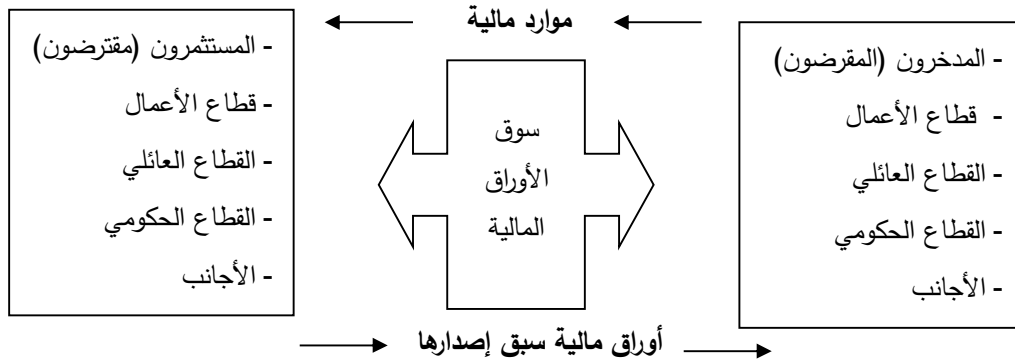 موارد مالية
- المدخرون (المقرضون)
- قطاع الأعمال
- القطاع العائلي
- القطاع الحكومي
- الأجانب
سوق
الأوراق
المالية
- المستثمرون (مقترضون)
- قطاع الأعمال
- القطاع العائلي
- القطاع الحكومي
- الأجانب
أوراق مالية سبق إصدارها